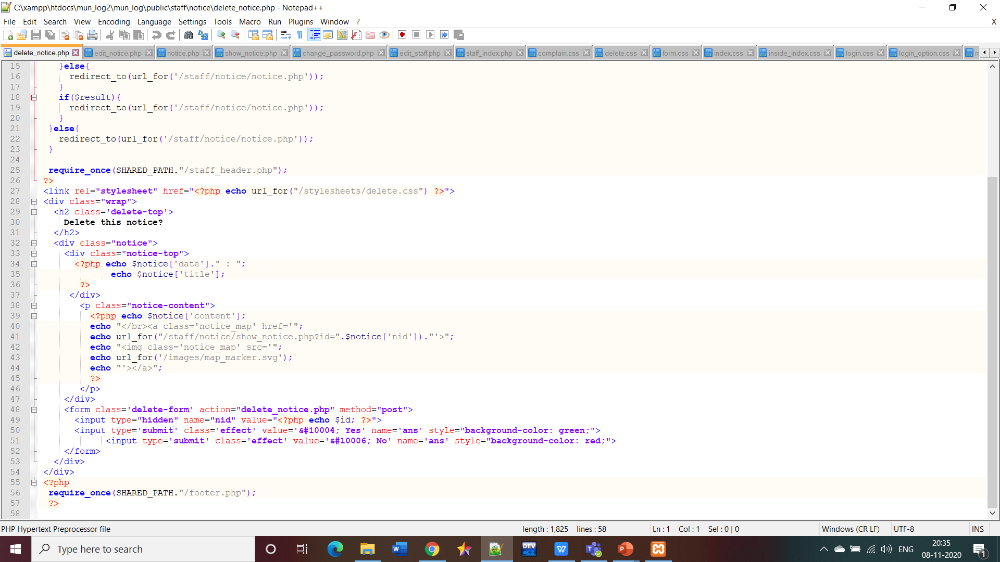 C:\xampp\htdocs\mun_log2\mun_log\public\staff\notice\delete_notice.php - Notepad++
File Edit Search View Encoding Language Settings Tools Macro Run Plugins Window ? X
delete_notice.php edit_notice.php notice.php show_notice.php change_password.php edit_staff.php staff_index.php complain.css delete.css form.css index.css inside_index.css login.css login_option.css
15 }else{
16 redirect_to(url_for('/staff/notice/notice.php'));
17 }
18 if($result){
19 redirect_to(url_for('/staff/notice/notice.php'));
20 }
21 }else{
22 redirect_to(url_for('/staff/notice/notice.php'));
23 }
24
25 require_once(SHARED_PATH."/staff_header.php");
26 ?>
27 <link rel="stylesheet" href="<?php echo url_for("/stylesheets/delete.css") ?>">
28 <div class="wrap">
29 <h2 class='delete-top'>
30 Delete this notice?
31 </h2>
32 <div class="notice">
33 <div class="notice-top">
34 <?php echo $notice['date']." : ";
35 echo $notice['title'];
36 ?>
37 </div>
38 <p class="notice-content">
39 <?php echo $notice['content'];
40 echo "</br><a class='notice_map' href='";
41 echo url_for("/staff/notice/show_notice.php?id=".$notice['nid'])."'>";
42 echo "<img class='notice_map' src='";
43 echo url_for('/images/map_marker.svg');
44 echo "'></a>";
45 ?>
46 </p>
47 </div>
48 <form class='delete-form' action="delete_notice.php" method="post">
49 <input type="hidden" name="nid" value="<?php echo $id; ?>">
50 <input type='submit' class='effect' value='&#10004; Yes' name='ans' style="background-color: green;">
51 <input type='submit' class='effect' value='&#10006; No' name='ans' style="background-color: red;">
52 </form>
53 </div>
54 </div>
55 <?php
56 require_once(SHARED_PATH."/footer.php");
57 ?>
58
PHP Hypertext Preprocessor file length : 1,825 lines : 58 Ln : 1 Col : 1 Sel : 0 | 0 Windows (CR LF) UTF-8 INS
Type here to search
DEV
ENG
20:35
08-11-2020
1